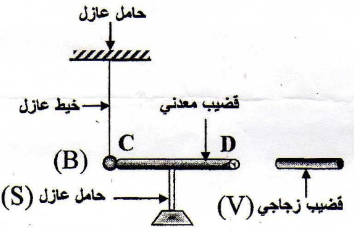 حامل عازل
خيط عازل
قضيب معدني
C
D
(B)
(S) حامل عازل
(V) قضيب زجاجي